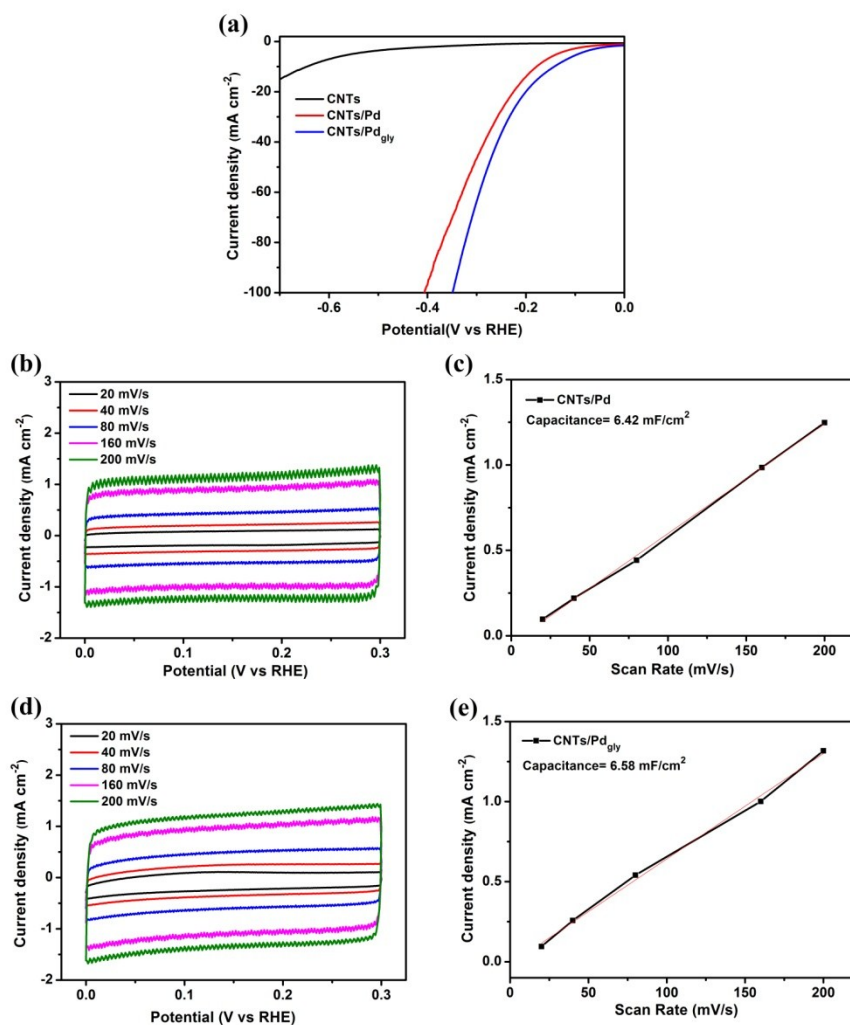 (a)
0
-20
-40
-60
-80
-100
Current density (mA cm⁻²)
CNTs
CNTs/Pd
CNTs/Pd_gly
-0.6
-0.4
-0.2
0.0
Potential(V vs RHE)
(b)
3
2
1
0
-1
-2
Current density (mA cm⁻²)
20 mV/s
40 mV/s
80 mV/s
160 mV/s
200 mV/s
0.0
0.1
0.2
0.3
Potential (V vs RHE)
(c)
1.5
1.0
0.5
0.0
Current density (mA cm⁻²)
CNTs/Pd
Capacitance= 6.42 mF/cm²
0
50
100
150
200
Scan Rate (mV/s)
(d)
3
2
1
0
-1
-2
Current density (mA cm⁻²)
20 mV/s
40 mV/s
80 mV/s
160 mV/s
200 mV/s
0.0
0.1
0.2
0.3
Potential (V vs RHE)
(e)
1.5
1.0
0.5
0.0
Current density (mA cm⁻²)
CNTs/Pd_gly
Capacitance= 6.58 mF/cm²
0
50
100
150
200
Scan Rate (mV/s)